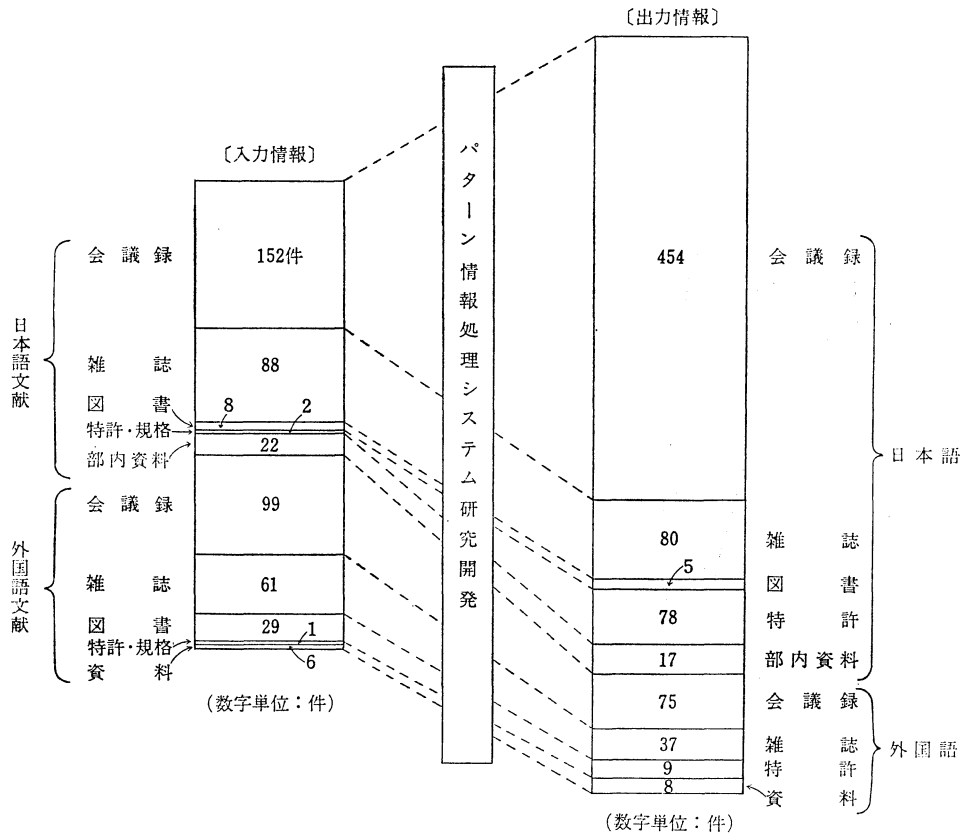 〔出力情報〕
〔入力情報〕
パターン情報処理システム研究開発
日本語文献
会議録 152件
雑誌 88
図書 8
特許・規格 2
部内資料 22
外国語文献
会議録 99
雑誌 61
図書 29
特許・規格 1
資料 6
(数字単位:件)
454 会議録
80 雑誌
5 図書
78 特許
17 部内資料
日本語
75 会議録
37 雑誌
9 特許
8 資料
外国語
(数字単位:件)